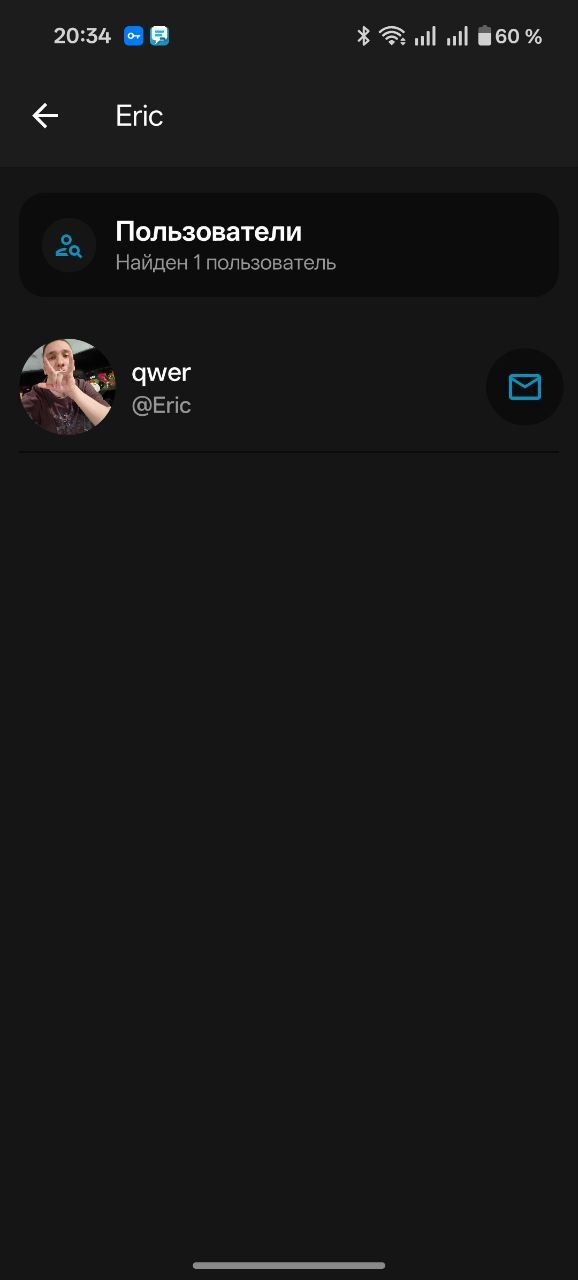 20:34
60 %
Eric
Пользователи
Найден 1 пользователь
qwer
@Eric